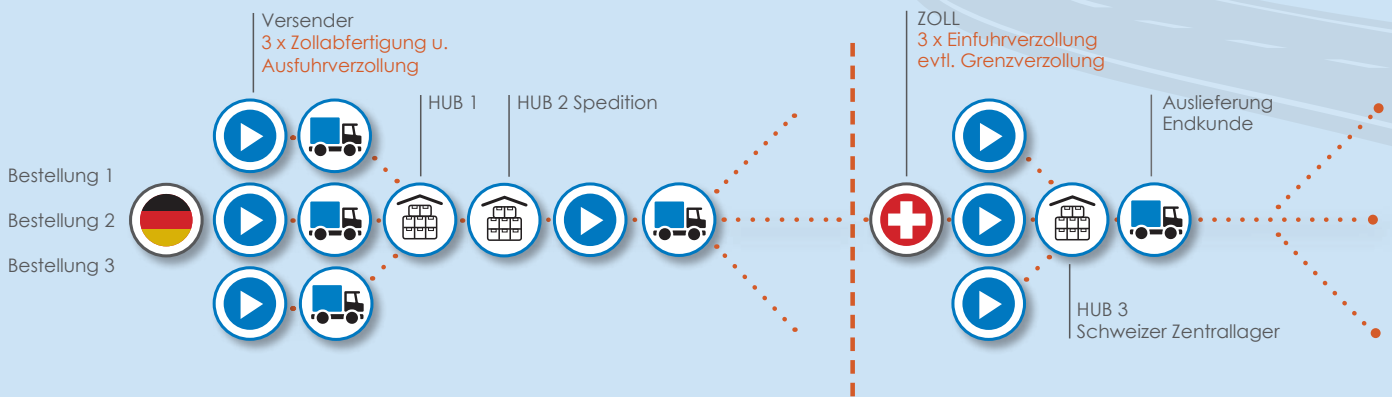 Versender
3 x Zollabfertigung u.
Ausfuhrverzollung
HUB 1
HUB 2 Spedition
ZOLL
3 x Einfuhrverzollung
evtl. Grenzverzollung
Auslieferung
Endkunde
Bestellung 1
Bestellung 2
Bestellung 3
HUB 3
Schweizer Zentrallager